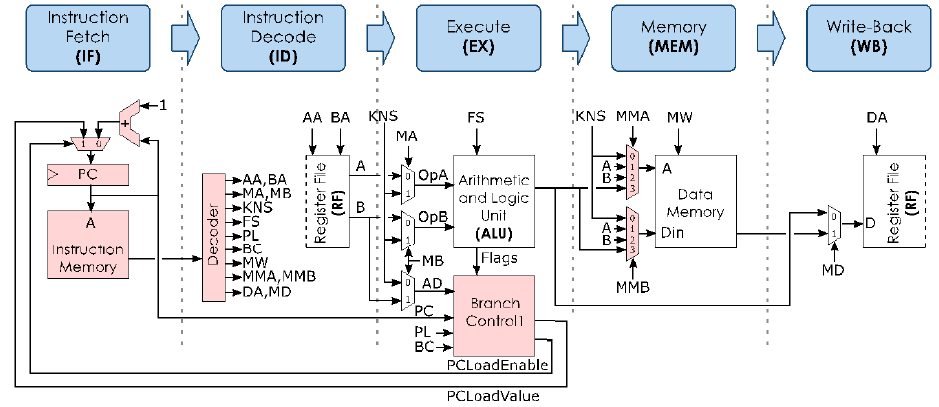 Instruction
Fetch
(IF)
Instruction
Decode
(ID)
Execute
(EX)
Memory
(MEM)
Write-Back
(WB)
1
+
1 0
PC
A
Instruction
Memory
Decoder
AA,BA
MA,MB
KNS
FS
PL
BC
MW
MMA,MMB
DA,MD
AA BA
Register File
(RF)
A
B
KNS
MA
0
1
OpA
0
1
OpB
MB
0
1
AD
PC
PL
BC
FS
Arithmetic
and Logic
Unit
(ALU)
Flags
Branch
Control1
PCLoadEnable
PCLoadValue
KNS
MMA
MW
A
B
0
1
2
3
A
B
0
1
2
3
MMB
A
Data
Memory
Din
0
1
MD
DA
D
Register File
(RF)